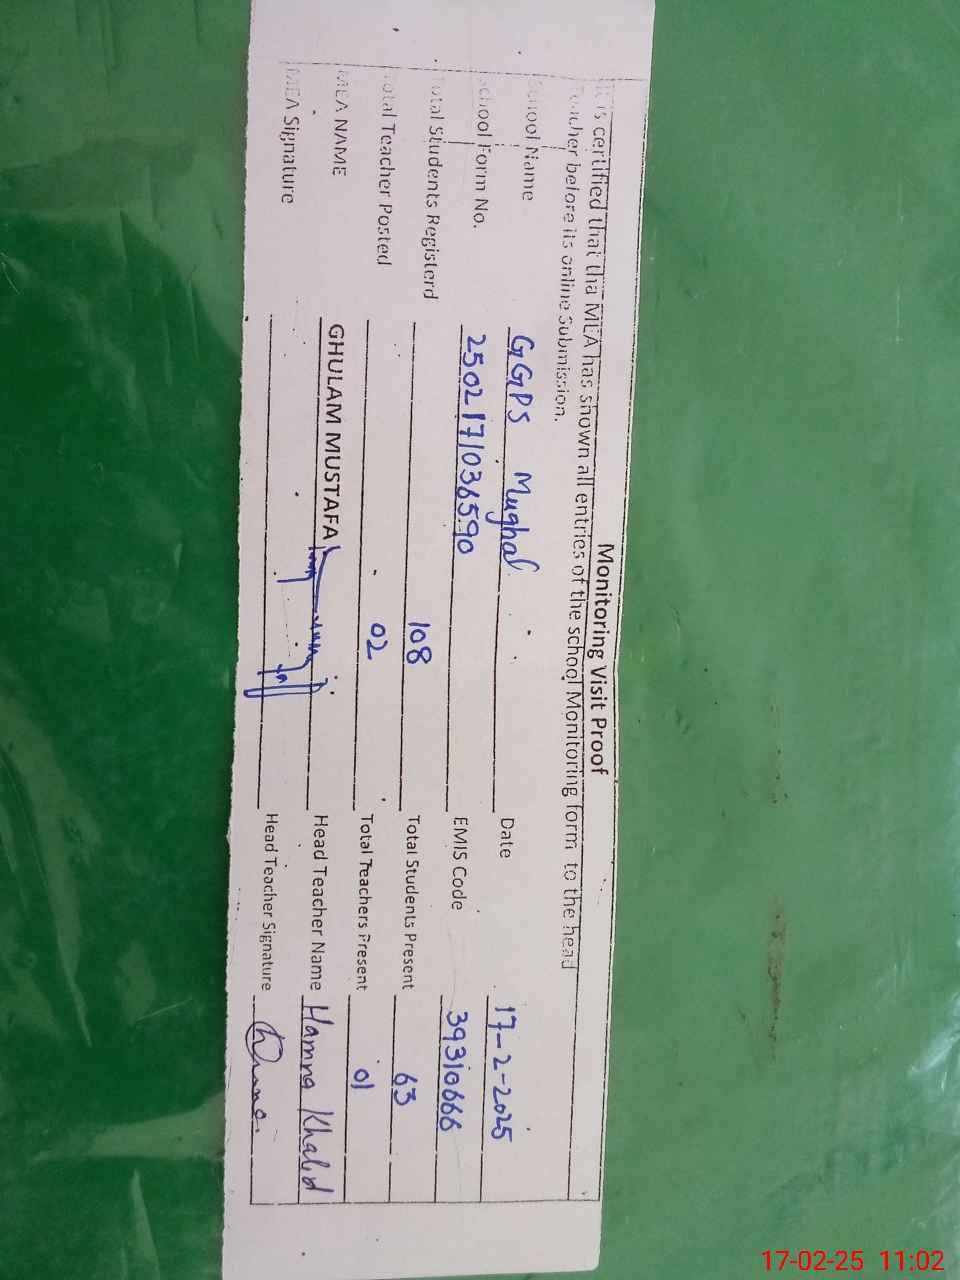 Monitoring Visit Proof
It is certified that tha MEA has shown all entries of the school Monitoring form to the head
Teacher before its online Submission.
School Name GGPS Mughal Date 17-2-2025
School Form No. 2502171036590 EMIS Code 39310666
Total Students Registerd 108 Total Students Present 63
Total Teacher Posted 02 Total Teachers Present 01
MEA NAME GHULAM MUSTAFA Head Teacher Name Hamna Khalid
MEA Signature Head Teacher Signature
17-02-25 11:02